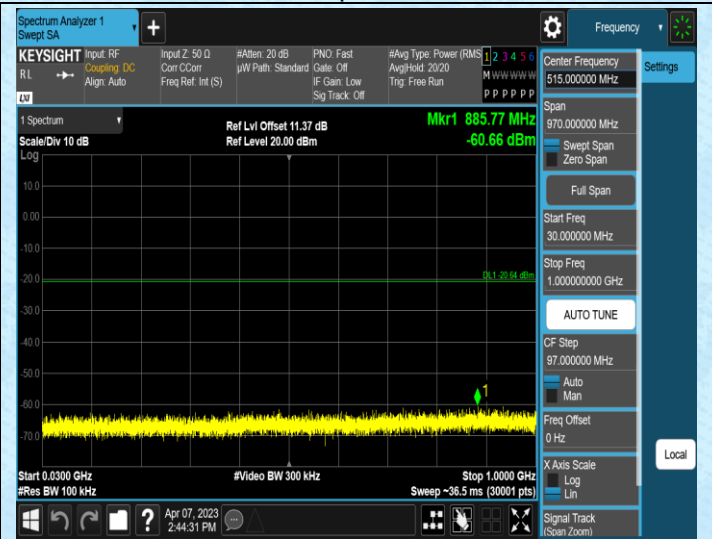 Spectrum Analyzer 1
Swept SA
Frequency
KEYSIGHT
RL
LXI
Input: RF
Coupling: DC
Align: Auto
Input Z: 50 Ω
Corr CCorr
Freq Ref: Int (S)
#Atten: 20 dB
µW Path: Standard
PNO: Fast
Gate: Off
IF Gain: Low
Sig Track: Off
#Avg Type: Power (RMS
Avg|Hold: 20/20
Trig: Free Run
1 2 3 4 5 6
M W W W W W
P P P P P P
1 Spectrum
Scale/Div 10 dB
Log
Ref Lvl Offset 11.37 dB
Ref Level 20.00 dBm
Mkr1 885.77 MHz
-60.66 dBm
10.0
0.00
-10.0
-20.0
DL1 -20.64 dBm
-30.0
-40.0
-50.0
-60.0
1
-70.0
Start 0.0300 GHz
#Res BW 100 kHz
#Video BW 300 kHz
Stop 1.0000 GHz
Sweep ~36.5 ms (30001 pts)
?
Apr 07, 2023
2:44:31 PM
Center Frequency
515.000000 MHz
Span
970.000000 MHz
Swept Span
Zero Span
Full Span
Start Freq
30.000000 MHz
Stop Freq
1.000000000 GHz
AUTO TUNE
CF Step
97.000000 MHz
Auto
Man
Freq Offset
0 Hz
X Axis Scale
Log
Lin
Signal Track
(Span Zoom)
Settings
Local